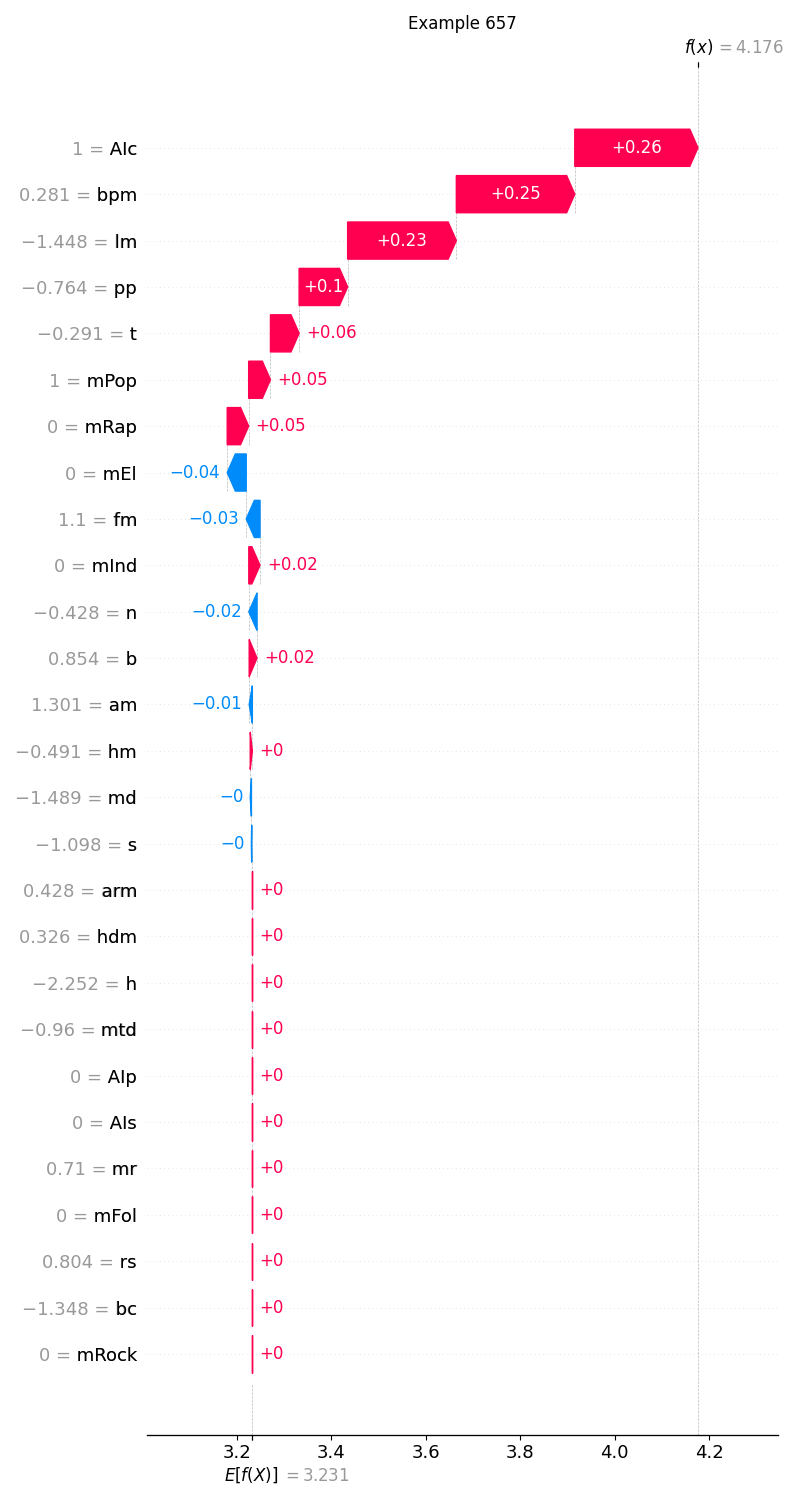 Example 657
f(x) = 4.176
1 = AIc +0.26
0.281 = bpm +0.25
−1.448 = lm +0.23
−0.764 = pp +0.1
−0.291 = t +0.06
1 = mPop +0.05
0 = mRap +0.05
0 = mEl −0.04
1.1 = fm −0.03
0 = mInd +0.02
−0.428 = n −0.02
0.854 = b +0.02
1.301 = am −0.01
−0.491 = hm +0
−1.489 = md −0
−1.098 = s −0
0.428 = arm +0
0.326 = hdm +0
−2.252 = h +0
−0.96 = mtd +0
0 = AIp +0
0 = AIs +0
0.71 = mr +0
0 = mFol +0
0.804 = rs +0
−1.348 = bc +0
0 = mRock +0
3.2 3.4 3.6 3.8 4.0 4.2
E[f(X)] = 3.231